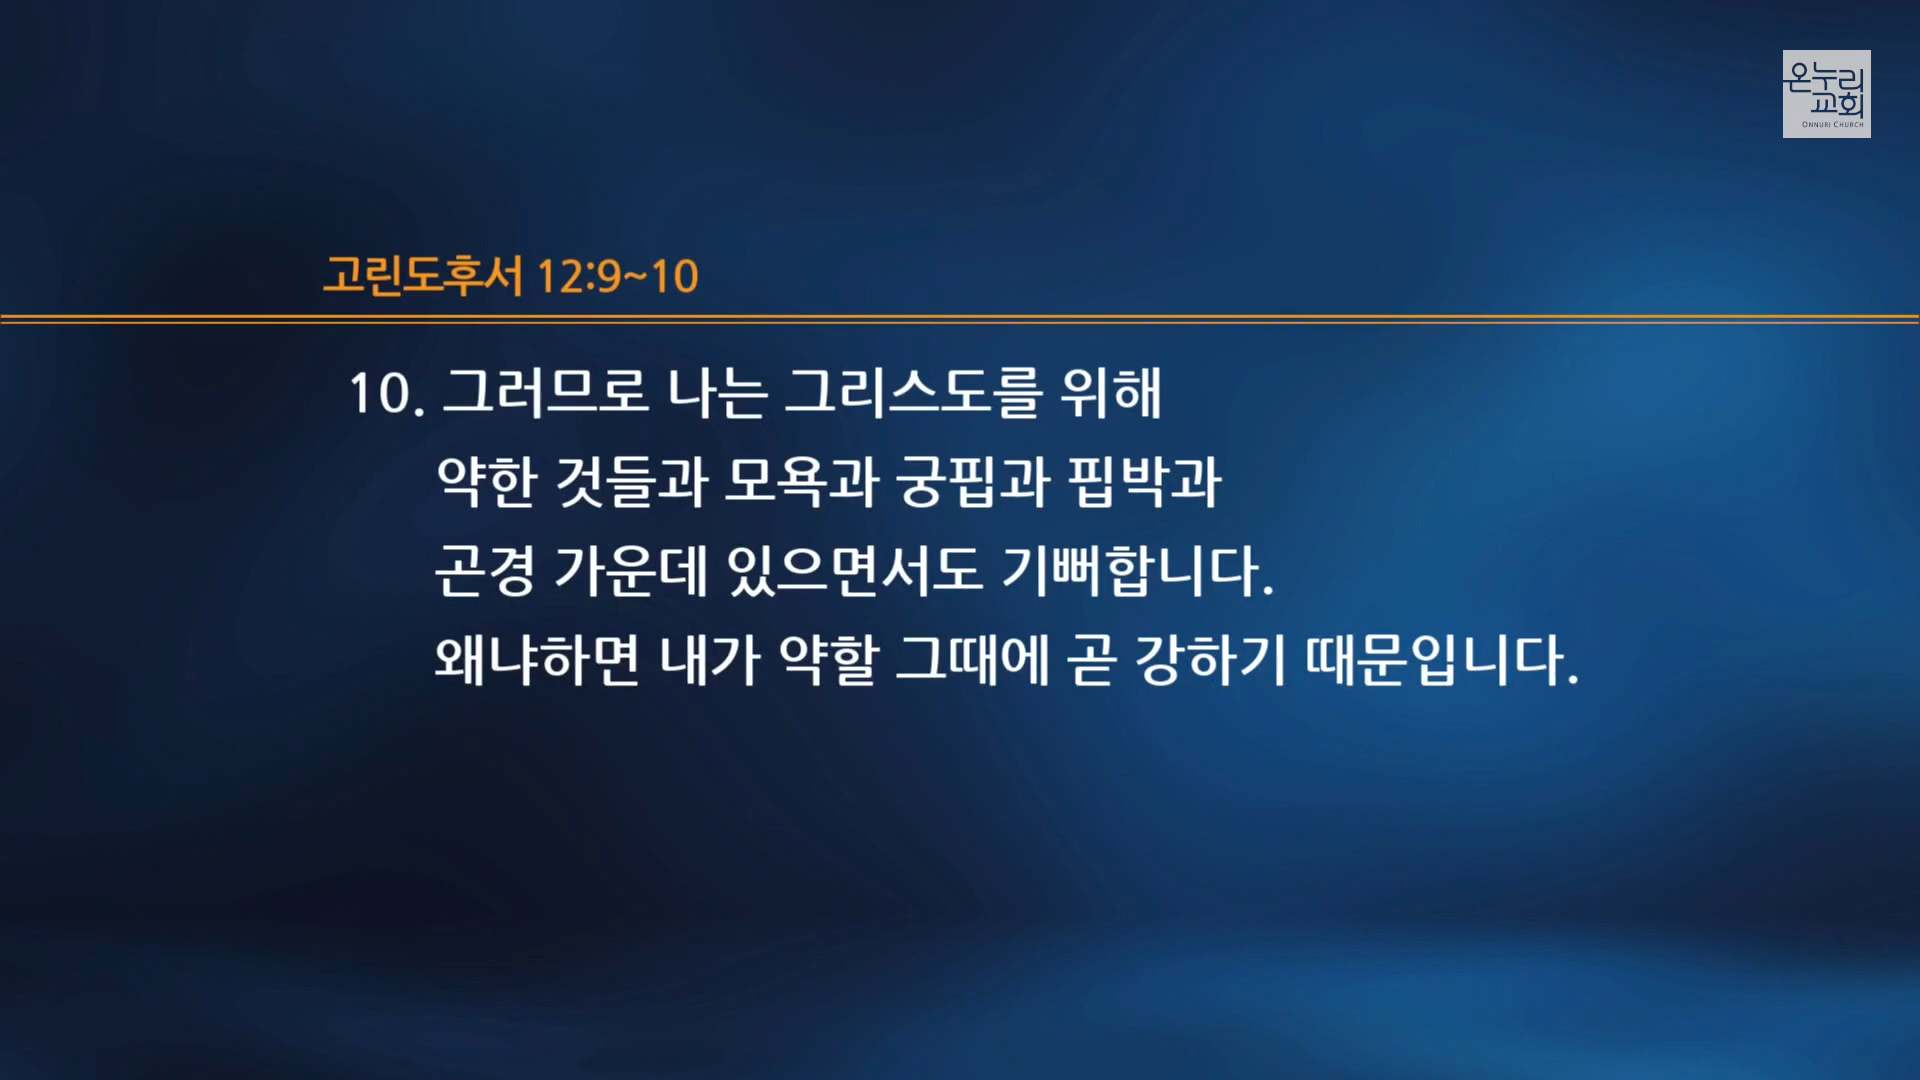 온누리
교회
ONNURI CHURCH
고린도후서 12:9~10
10. 그러므로 나는 그리스도를 위해
약한 것들과 모욕과 궁핍과 핍박과
곤경 가운데 있으면서도 기뻐합니다.
왜냐하면 내가 약할 그때에 곧 강하기 때문입니다.